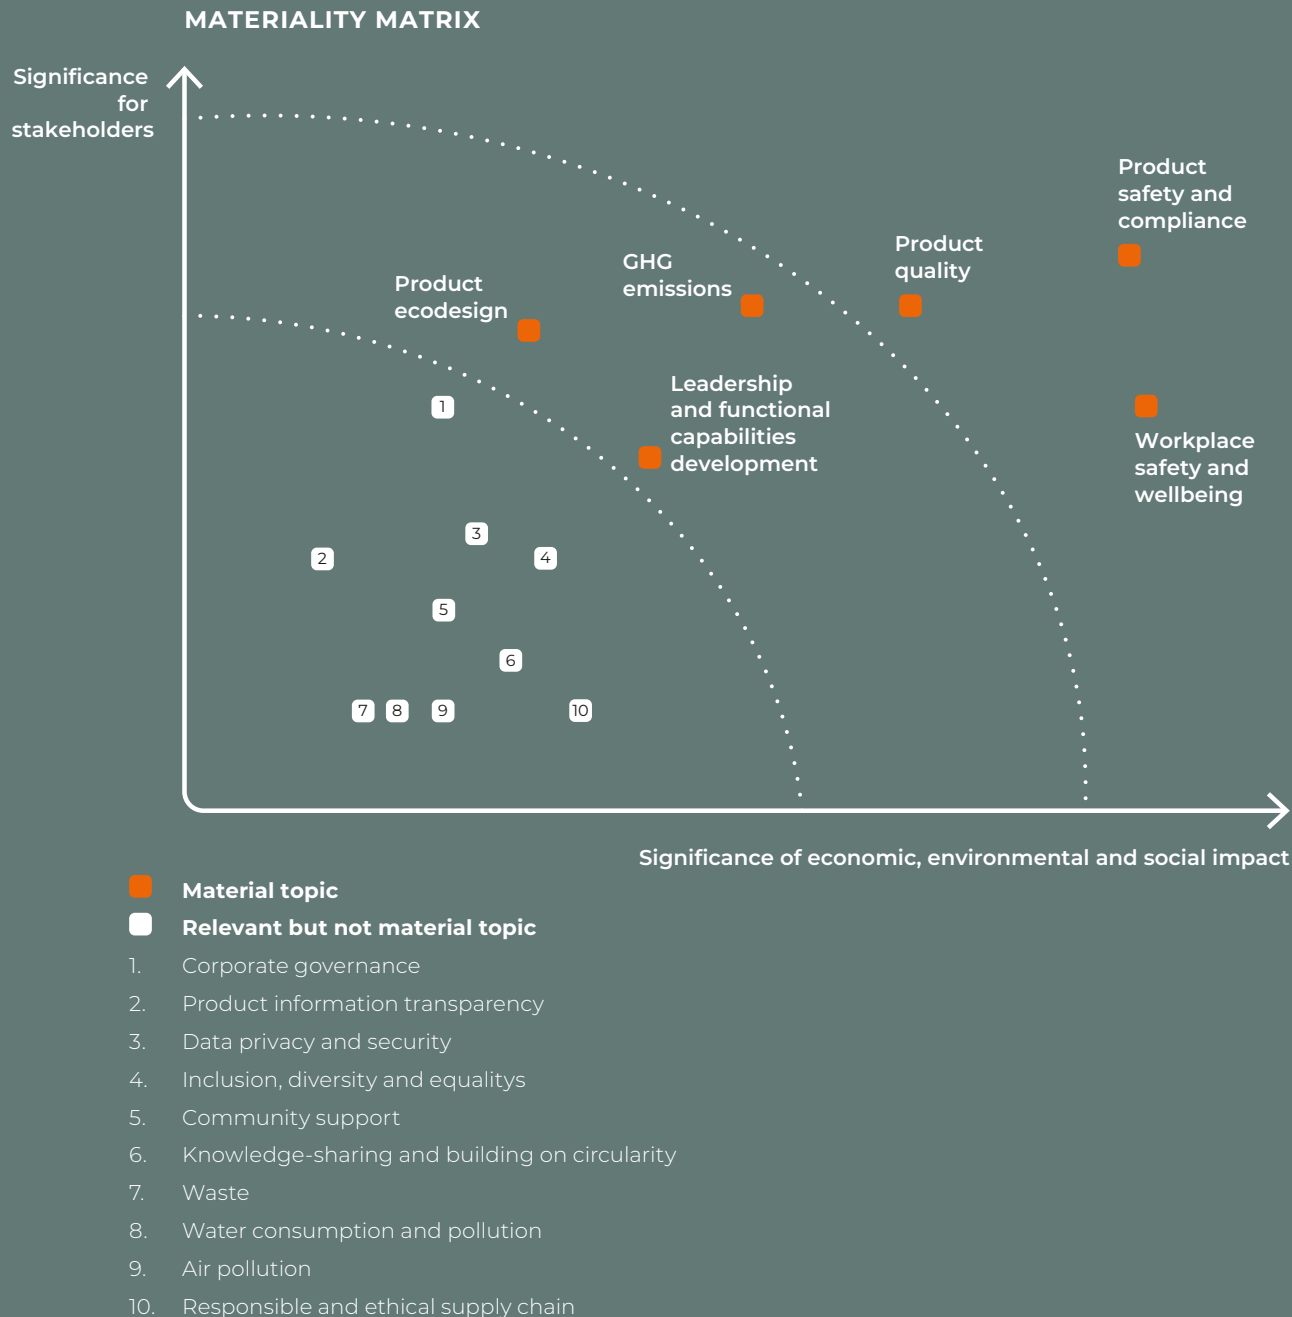 MATERIALITY MATRIX
Significance
for
stakeholders
Product
safety and
compliance
Product
quality
GHG
emissions
Product
ecodesign
Leadership
and functional
capabilities
development
Workplace
safety and
wellbeing
1
2
3
4
5
6
7
8
9
10
Significance of economic, environmental and social impact
Material topic
Relevant but not material topic
1. Corporate governance
2. Product information transparency
3. Data privacy and security
4. Inclusion, diversity and equalitys
5. Community support
6. Knowledge-sharing and building on circularity
7. Waste
8. Water consumption and pollution
9. Air pollution
10. Responsible and ethical supply chain